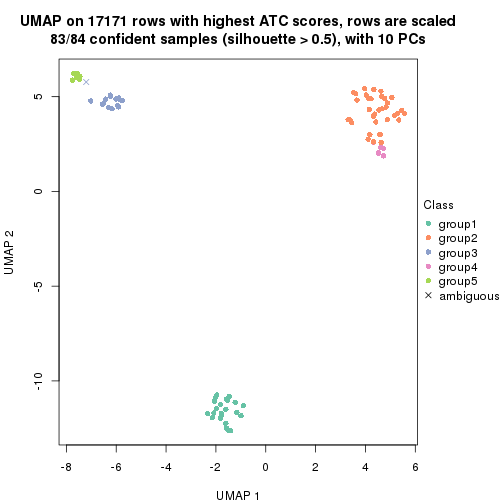 UMAP on 17171 rows with highest ATC scores, rows are scaled
83/84 confident samples (silhouette > 0.5), with 10 PCs
5
0
-5
-10
UMAP 2
-8 -6 -4 -2 0 2 4 6
UMAP 1
Class
group1
group2
group3
group4
group5
ambiguous